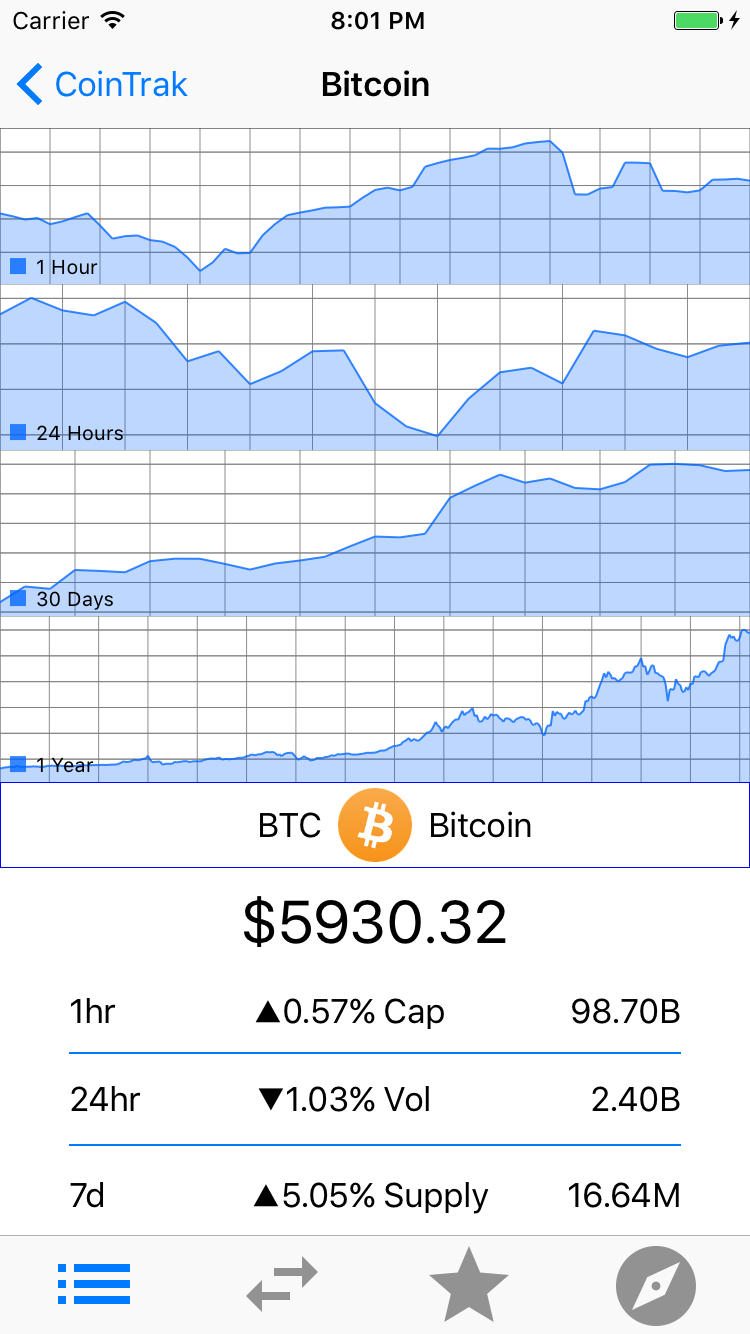 Carrier 8:01 PM
CoinTrak Bitcoin
1 Hour
24 Hours
30 Days
1 Year
BTC Bitcoin
$5930.32
1hr ▲0.57% Cap 98.70B
24hr ▼1.03% Vol 2.40B
7d ▲5.05% Supply 16.64M